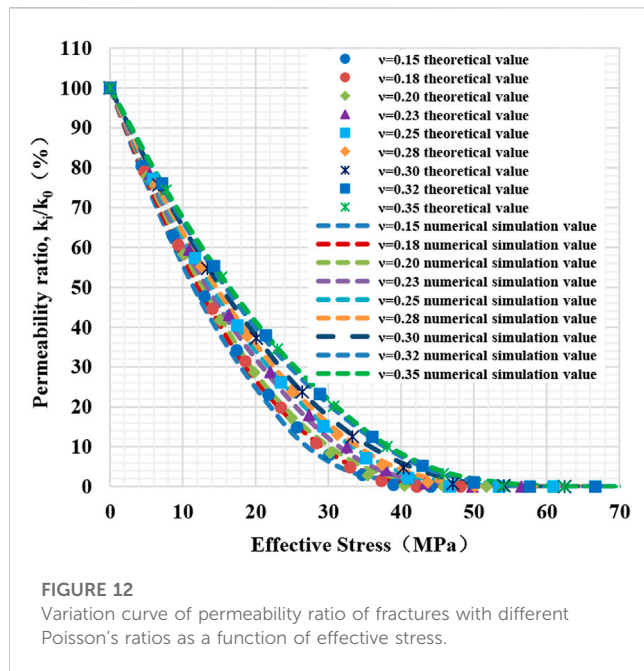 110
100
90
80
70
60
50
40
30
20
10
0
Permeability ratio, kᵢ/k₀ （%）
ν=0.15 theoretical value
ν=0.18 theoretical value
ν=0.20 theoretical value
ν=0.23 theoretical value
ν=0.25 theoretical value
ν=0.28 theoretical value
ν=0.30 theoretical value
ν=0.32 theoretical value
ν=0.35 theoretical value
ν=0.15 numerical simulation value
ν=0.18 numerical simulation value
ν=0.20 numerical simulation value
ν=0.23 numerical simulation value
ν=0.25 numerical simulation value
ν=0.28 numerical simulation value
ν=0.30 numerical simulation value
ν=0.32 numerical simulation value
ν=0.35 numerical simulation value
0 10 20 30 40 50 60 70
Effective Stress（MPa）
FIGURE 12
Variation curve of permeability ratio of fractures with different
Poisson's ratios as a function of effective stress.